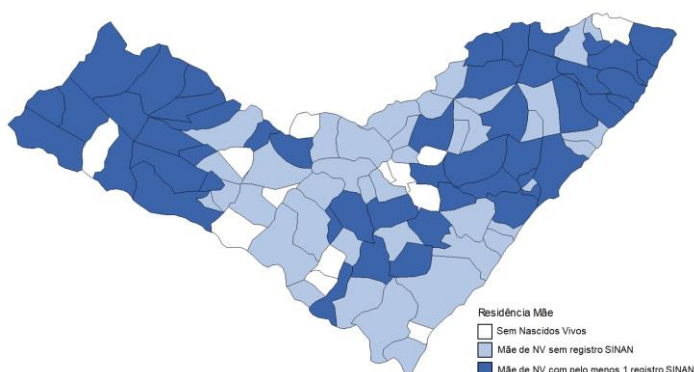 Residência Mãe
Sem Nascidos Vivos
Mãe de NV sem registro SINAN
Mãe de NV com pelo menos 1 registro SINAN